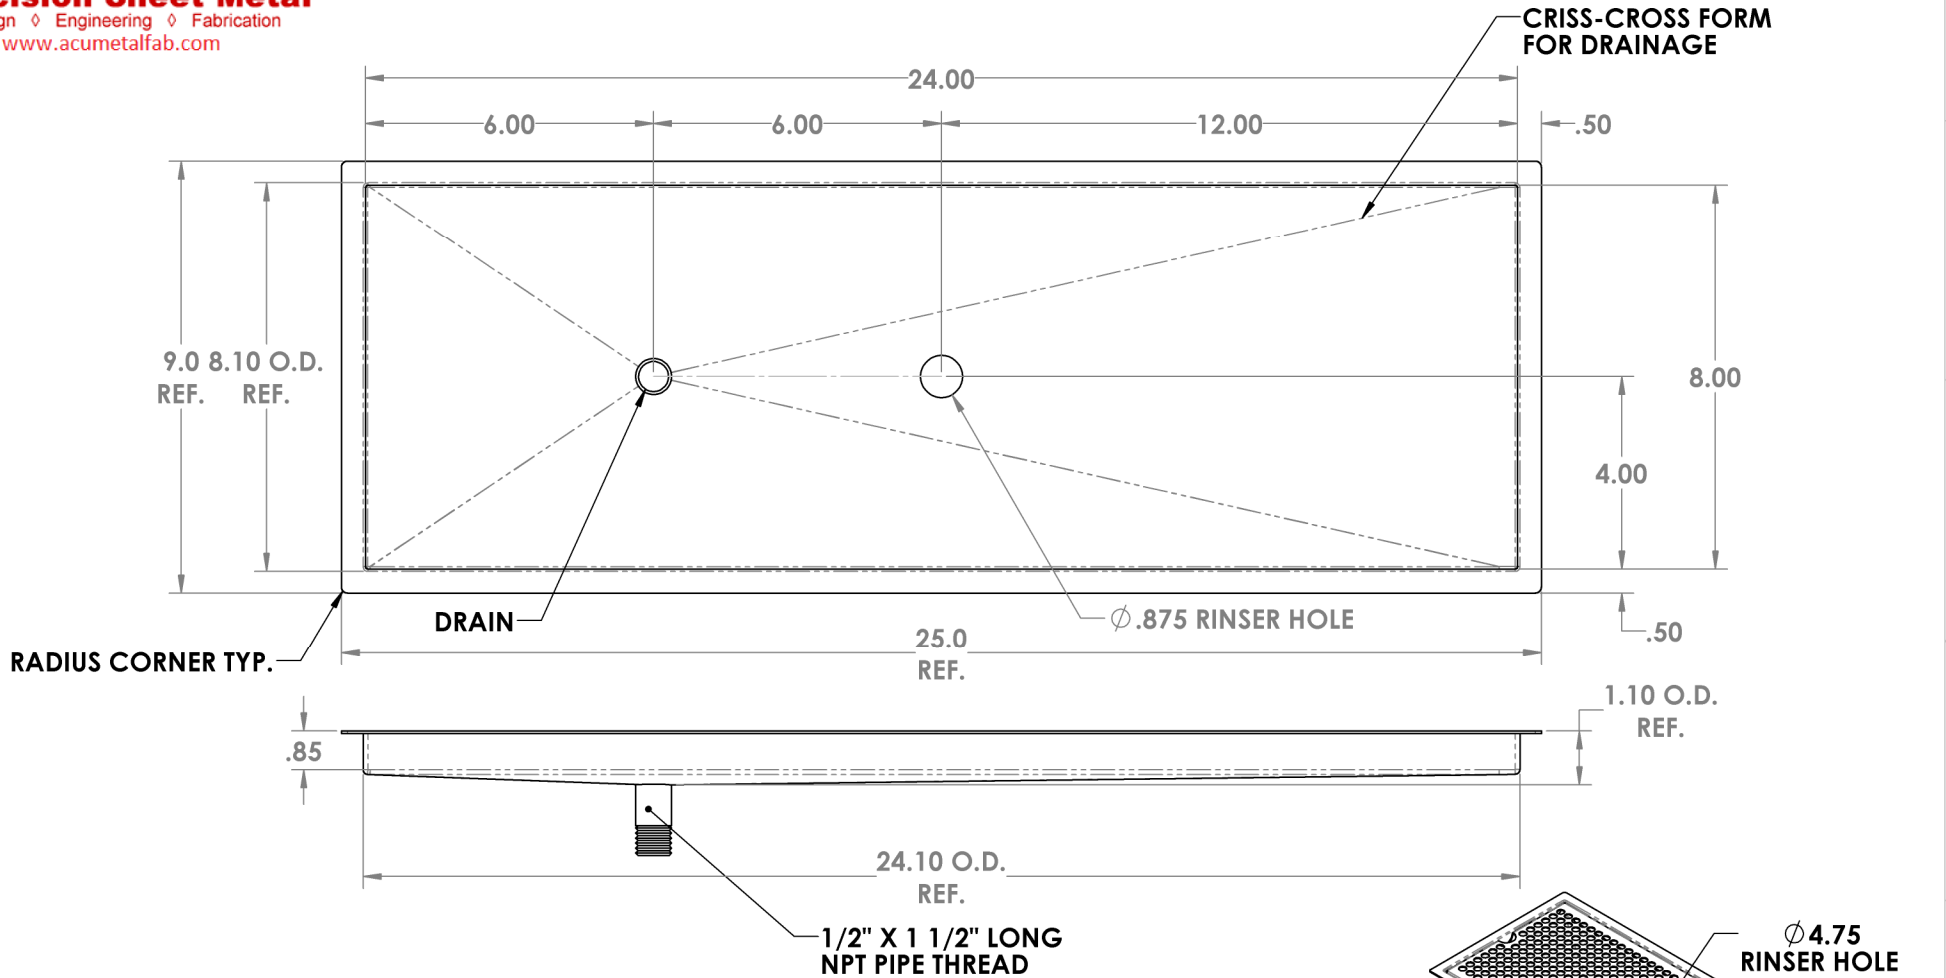 Sheet Metal
◊ Engineering ◊ Fabrication
www.acumetalfab.com
CRISS-CROSS FORM
FOR DRAINAGE
24.00
6.00
6.00
12.00
.50
9.0
REF.
8.10 O.D.
REF.
8.00
4.00
DRAIN
Ø.875 RINSER HOLE
.50
RADIUS CORNER TYP.
25.0
REF.
1.10 O.D.
REF.
.85
24.10 O.D.
REF.
1/2" X 1 1/2" LONG
NPT PIPE THREAD
Ø4.75
RINSER HOLE